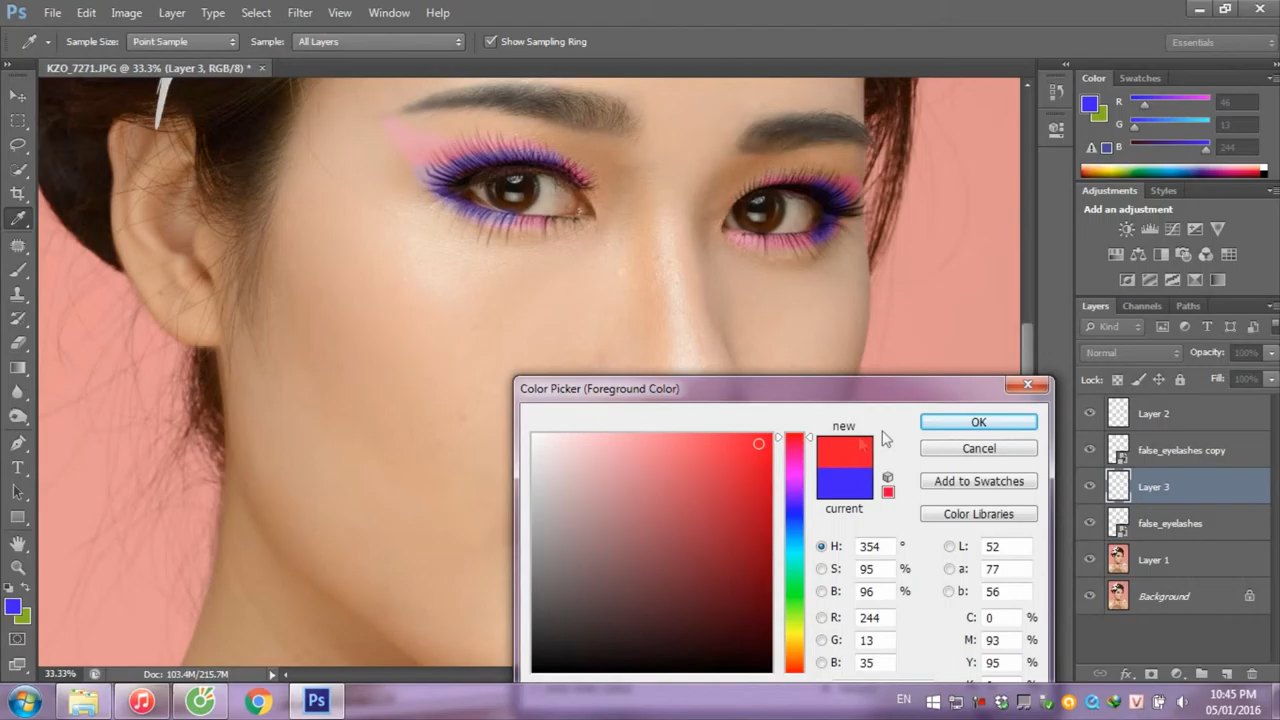 Ps File Edit Image Layer Type Select Filter 3D View Window Help
Sample Size: Point Sample Sample: All Layers Show Sampling Ring Essentials
KZO_7271.JPG @ 33.3% (Layer 3, RGB/8) *
Color Swatches
R 46
G 13
B 244
Adjustments Styles
Add an adjustment
Layers Channels Paths
Kind
Normal Opacity: 100%
Lock: Fill: 100%
Layer 2
false_eyelashes copy
Layer 3
false_eyelashes
Layer 1
Background
Color Picker (Foreground Color)
new
current
OK
Cancel
Add to Swatches
Color Libraries
H: 354 ° L: 52
S: 95 % a: 77
B: 96 % b: 56
R: 244 C: 0 %
G: 13 M: 93 %
B: 35 Y: 95 %
33.33% Doc: 103.4M/215.7M
Ps EN V 10:45 PM
05/01/2016